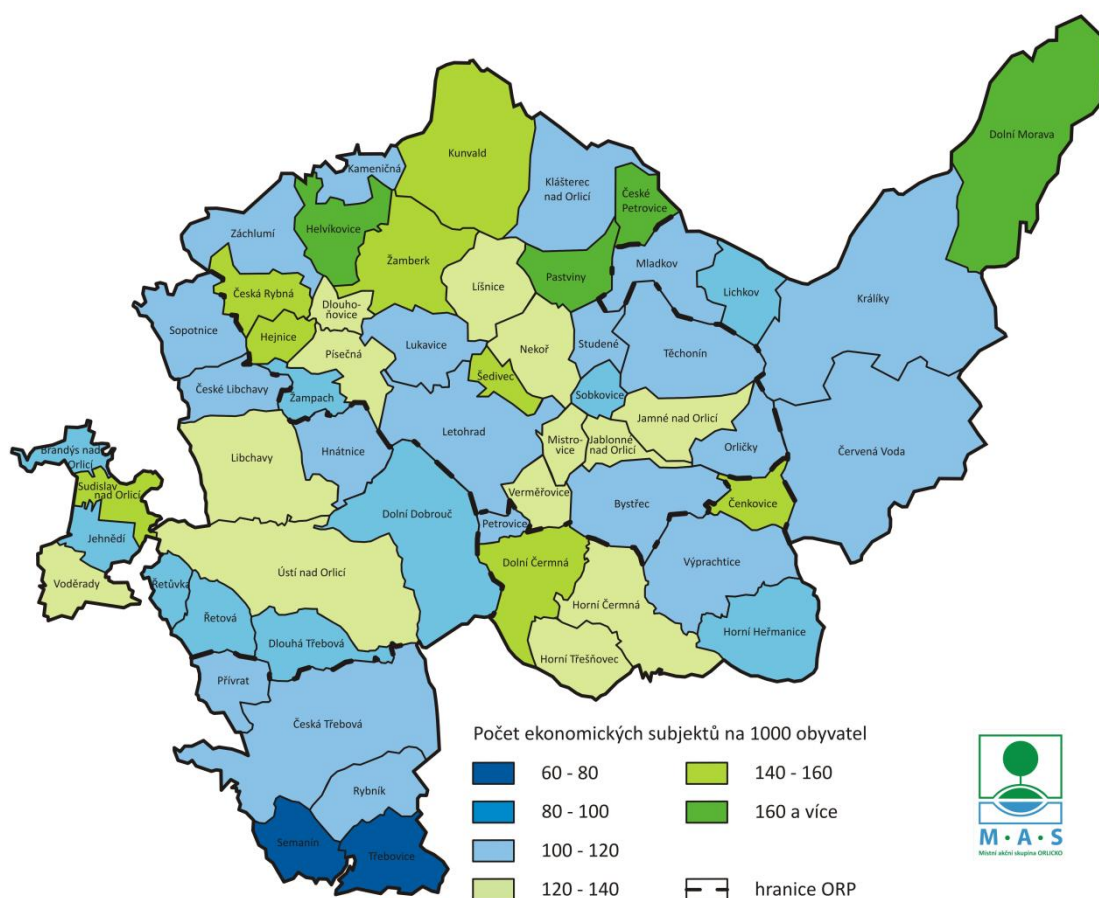 Dolní Morava
Kunvald
Kameničná
Klášterec
nad Orlicí
České
Petrovice
Helvíkovice
Záchlumí
Žamberk
Mladkov
Pastviny
Líšnice
Lichkov
Králíky
Česká Rybná
Dlouho-
ňovice
Sopotnice
Hejnice
Lukavice
Studené
Těchonín
Písečná
Nekoř
Šedivec
České Libchavy
Žampach
Sobkovice
Jamné nad Orlicí
Letohrad
Mistro-
vice
Jablonné
nad Orlicí
Orličky
Brandýs nad
Orlicí
Libchavy
Hnátnice
Červená Voda
Sudislav
nad Orlicí
Verměřovice
Bystřec
Čenkovice
Dolní Dobrouč
Petrovice
Jehnědí
Dolní Čermná
Výprachtice
Ústí nad Orlicí
Voděrady
Řetůvka
Horní Čermná
Řetová
Dlouhá Třebová
Horní Heřmanice
Horní Třešňovec
Přívrat
Česká Třebová
Rybník
Semanín
Třebovice
Počet ekonomických subjektů na 1000 obyvatel
60 - 80
80 - 100
100 - 120
120 - 140
140 - 160
160 a více
hranice ORP
M · A · S
Místní akční skupina ORLICKO